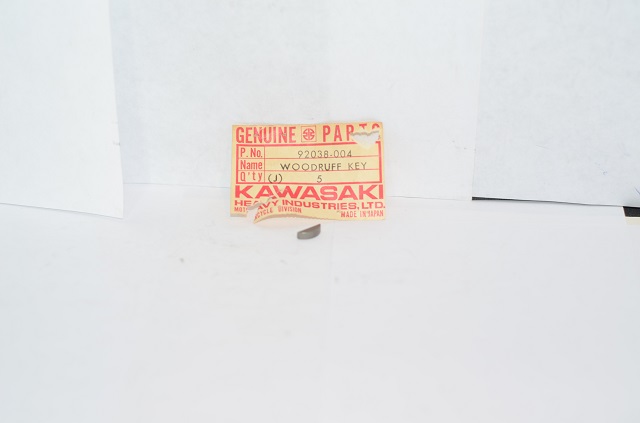 GENUINE PARTS
P. No. 92038-004
Name WOODRUFF KEY
Q'ty (J) 5
KAWASAKI
HEAVY INDUSTRIES, LTD.
DIVISION MADE IN JAPAN